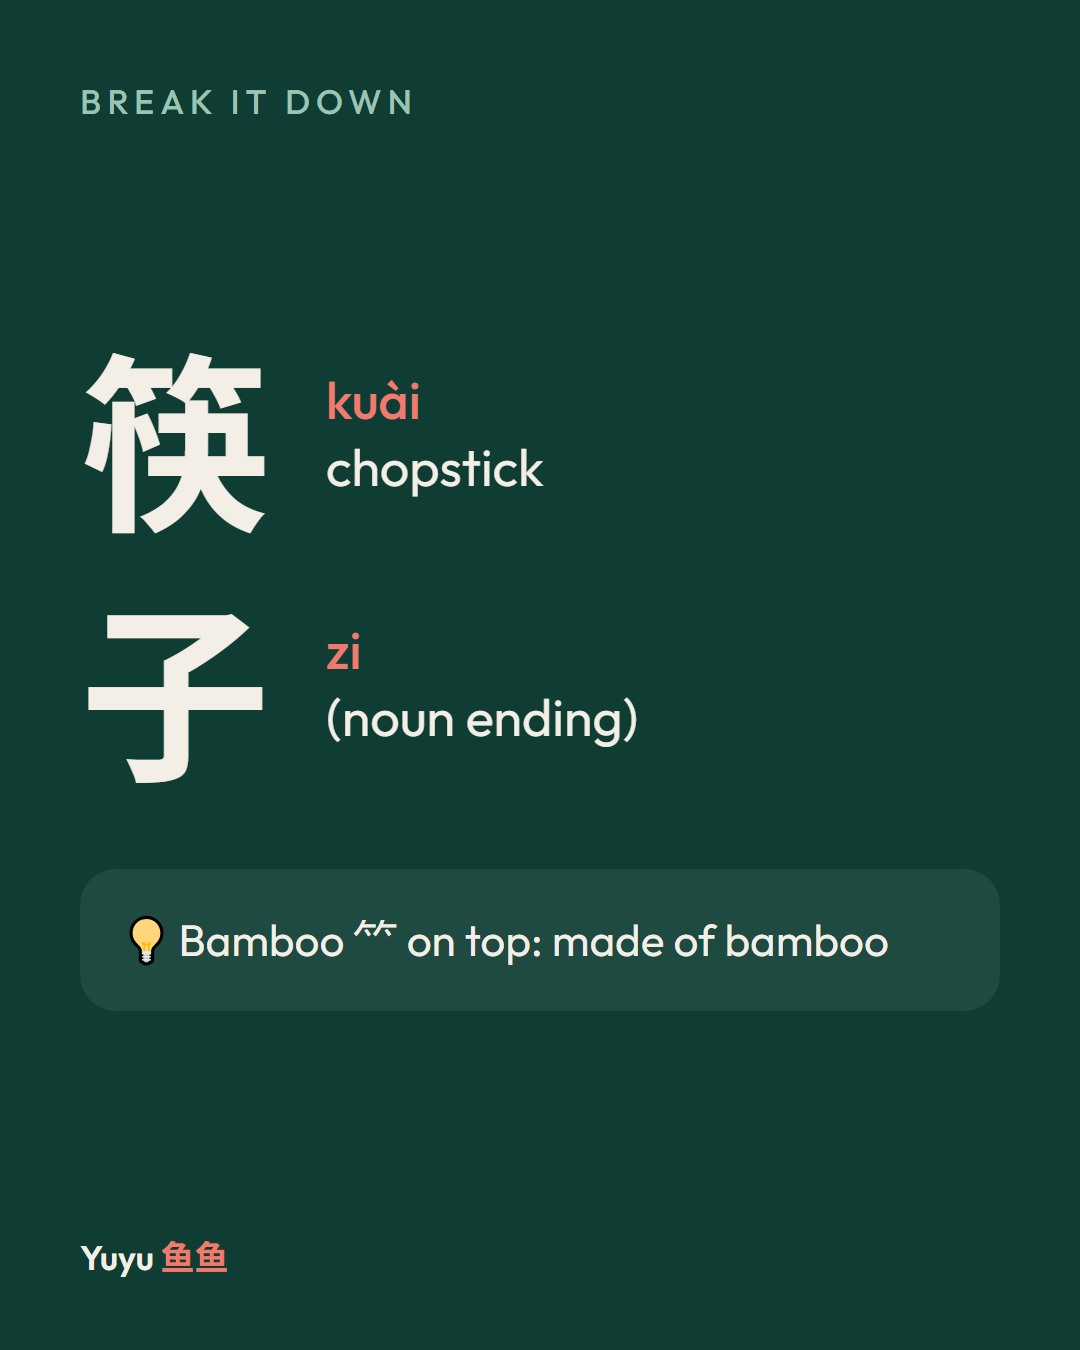 BREAK IT DOWN
筷
kuài
chopstick
子
zi
(noun ending)
💡 Bamboo ⺮ on top: made of bamboo
Yuyu 鱼鱼